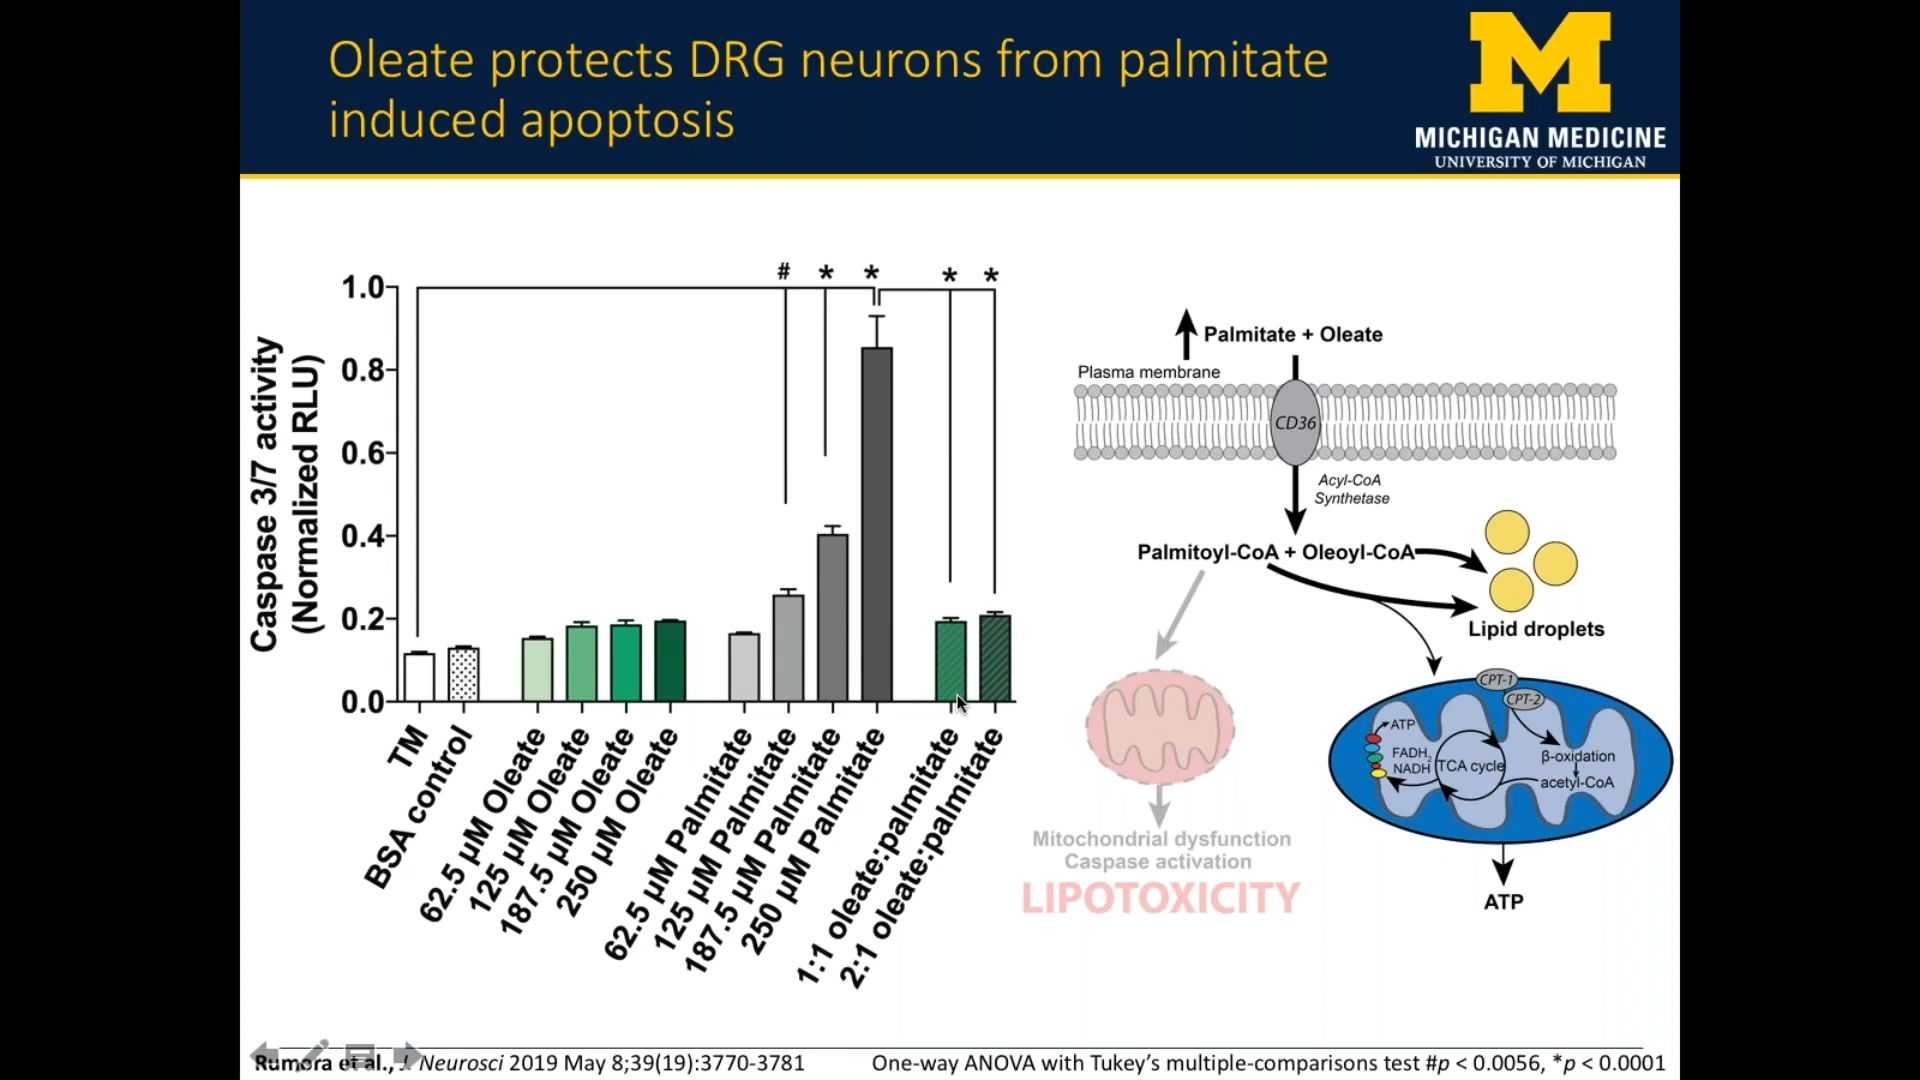 Oleate protects DRG neurons from palmitate
induced apoptosis
MICHIGAN MEDICINE
UNIVERSITY OF MICHIGAN
Caspase 3/7 activity
(Normalized RLU)
1.0
0.8
0.6
0.4
0.2
0.0
# * * * *
TM
BSA control
62.5 µM Oleate
125 µM Oleate
187.5 µM Oleate
250 µM Oleate
62.5 µM Palmitate
125 µM Palmitate
187.5 µM Palmitate
250 µM Palmitate
1:1 oleate:palmitate
2:1 oleate:palmitate
Palmitate + Oleate
Plasma membrane
CD36
Acyl-CoA
Synthetase
Palmitoyl-CoA + Oleoyl-CoA
Lipid droplets
CPT-1
CPT-2
ATP
FADH2
NADH
TCA cycle
β-oxidation
acetyl-CoA
ATP
Mitochondrial dysfunction
Caspase activation
LIPOTOXICITY
Rumora et al., J Neurosci 2019 May 8;39(19):3770-3781
One-way ANOVA with Tukey’s multiple-comparisons test #p < 0.0056, *p < 0.0001